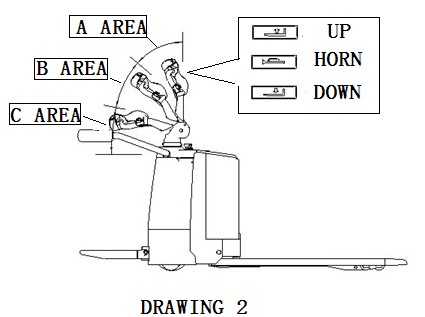 A AREA
UP
HORN
B AREA
DOWN
C AREA
DRAWING 2